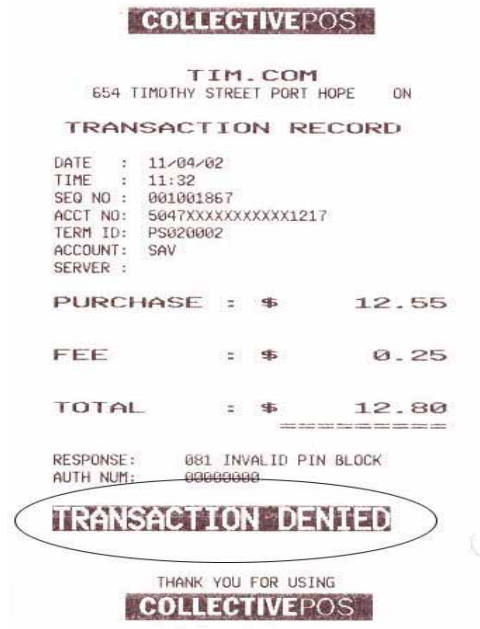 COLLECTIVEPOS
TIM.COM
654 TIMOTHY STREET PORT HOPE ON
TRANSACTION RECORD
DATE : 11/04/02
TIME : 11:32
SEQ NO : 001001867
ACCT NO: 5047XXXXXXXXXXX1217
TERM ID: PS020002
ACCOUNT: SAV
SERVER :
PURCHASE : $ 12.55
FEE : $ 0.25
TOTAL : $ 12.80
==========
RESPONSE: 081 INVALID PIN BLOCK
AUTH NUM: 00000000
TRANSACTION DENIED
THANK YOU FOR USING
COLLECTIVEPOS